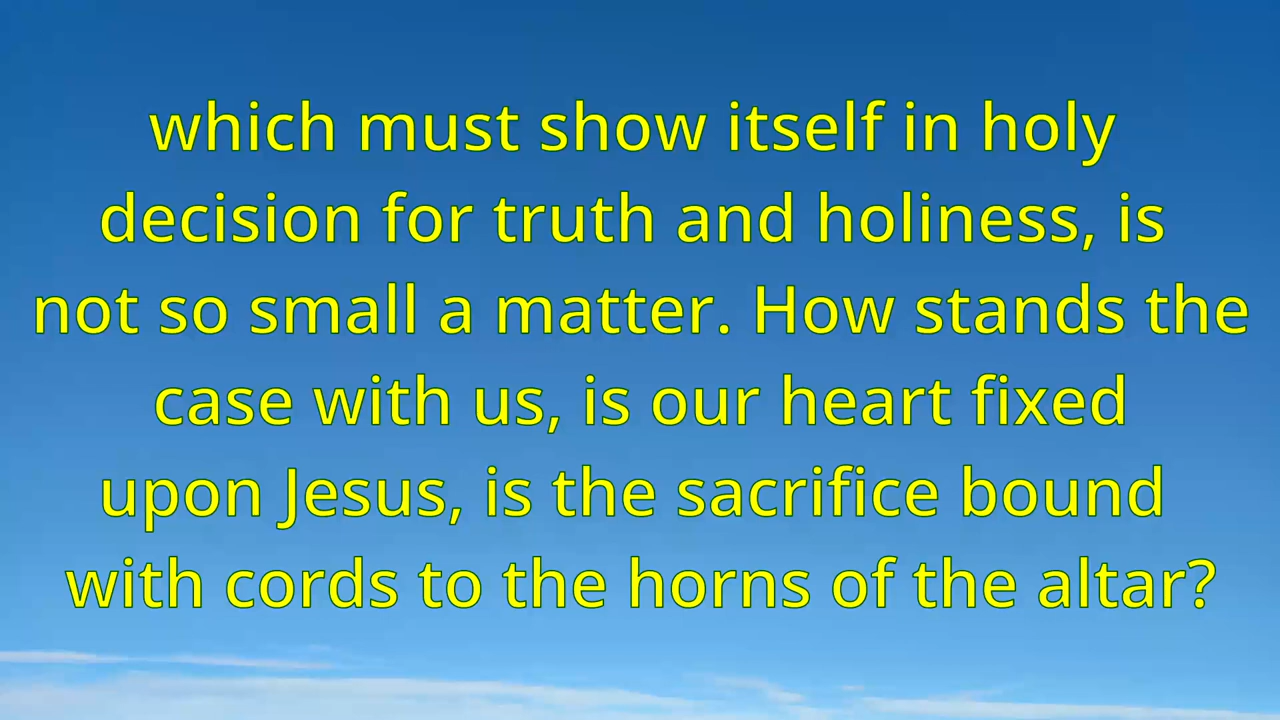 which must show itself in holy
decision for truth and holiness, is
not so small a matter. How stands the
case with us, is our heart fixed
upon Jesus, is the sacrifice bound
with cords to the horns of the altar?